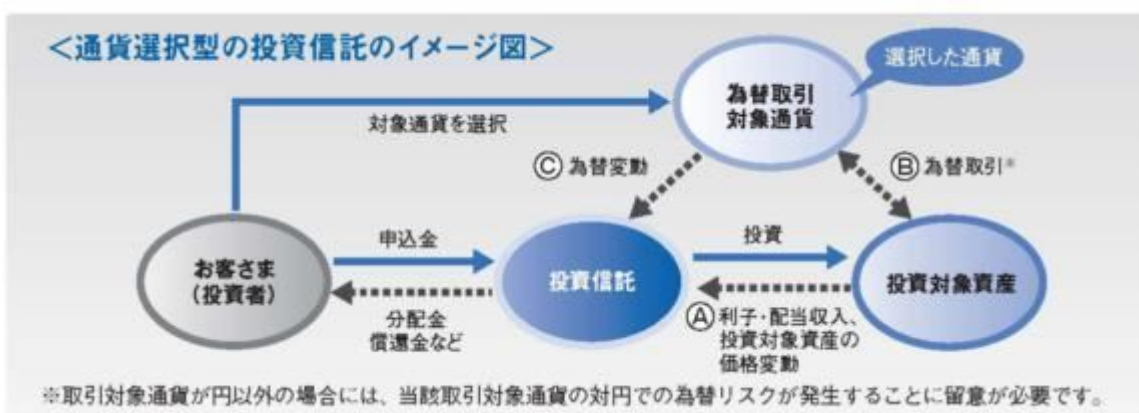 ＜通貨選択型の投資信託のイメージ図＞
選択した通貨
為替取引
対象通貨
対象通貨を選択
Ⓒ為替変動
Ⓑ為替取引※
申込金
投資
お客さま
（投資者）
投資信託
投資対象資産
分配金
償還金など
Ⓐ利子・配当収入、
投資対象資産の
価格変動
※取引対象通貨が円以外の場合には、当該取引対象通貨の対円での為替リスクが発生することに留意が必要です。